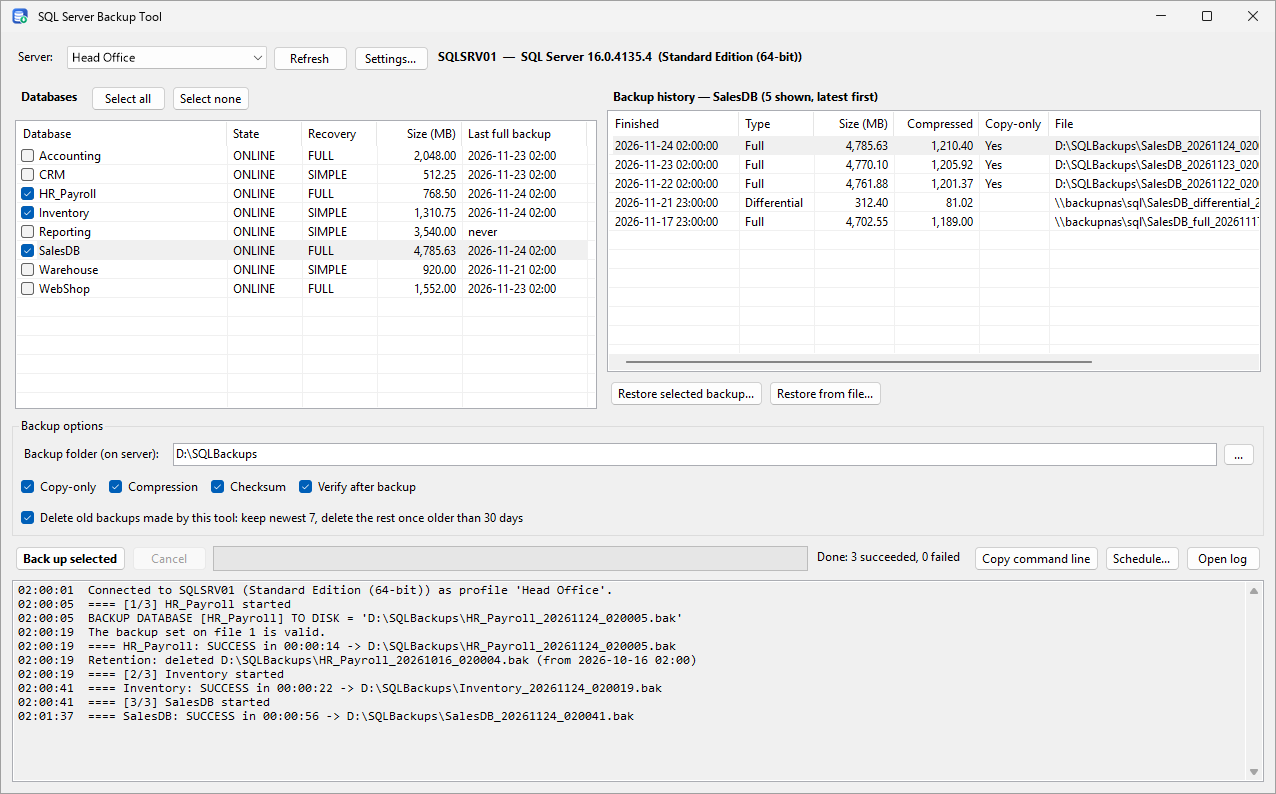 SQL Server Backup Tool
Server: Head Office Refresh Settings... SQLSRV01 — SQL Server 16.0.4135.4 (Standard Edition (64-bit))
Databases Select all Select none
Database State Recovery Size (MB) Last full backup
Accounting ONLINE FULL 2,048.00 2026-11-23 02:00
CRM ONLINE SIMPLE 512.25 2026-11-23 02:00
HR_Payroll ONLINE FULL 768.50 2026-11-24 02:00
Inventory ONLINE SIMPLE 1,310.75 2026-11-24 02:00
Reporting ONLINE SIMPLE 3,540.00 never
SalesDB ONLINE FULL 4,785.63 2026-11-24 02:00
Warehouse ONLINE SIMPLE 920.00 2026-11-21 02:00
WebShop ONLINE FULL 1,552.00 2026-11-23 02:00
Backup history — SalesDB (5 shown, latest first)
Finished Type Size (MB) Compressed Copy-only File
2026-11-24 02:00:00 Full 4,785.63 1,210.40 Yes D:\SQLBackups\SalesDB_20261124_020
2026-11-23 02:00:00 Full 4,770.10 1,205.92 Yes D:\SQLBackups\SalesDB_20261123_020
2026-11-22 02:00:00 Full 4,761.88 1,201.37 Yes D:\SQLBackups\SalesDB_20261122_020
2026-11-21 23:00:00 Differential 312.40 81.02 \\backupnas\sql\SalesDB_differential_2
2026-11-17 23:00:00 Full 4,702.55 1,189.00 \\backupnas\sql\SalesDB_full_20261117
Restore selected backup... Restore from file...
Backup options
Backup folder (on server): D:\SQLBackups ...
Copy-only Compression Checksum Verify after backup
Delete old backups made by this tool: keep newest 7, delete the rest once older than 30 days
Back up selected Cancel Done: 3 succeeded, 0 failed Copy command line Schedule... Open log
02:00:01 Connected to SQLSRV01 (Standard Edition (64-bit)) as profile 'Head Office'.
02:00:05 ==== [1/3] HR_Payroll started
02:00:05 BACKUP DATABASE [HR_Payroll] TO DISK = 'D:\SQLBackups\HR_Payroll_20261124_020005.bak'
02:00:19 The backup set on file 1 is valid.
02:00:19 ==== HR_Payroll: SUCCESS in 00:00:14 -> D:\SQLBackups\HR_Payroll_20261124_020005.bak
02:00:19 Retention: deleted D:\SQLBackups\HR_Payroll_20261016_020004.bak (from 2026-10-16 02:00)
02:00:19 ==== [2/3] Inventory started
02:00:41 ==== Inventory: SUCCESS in 00:00:22 -> D:\SQLBackups\Inventory_20261124_020019.bak
02:00:41 ==== [3/3] SalesDB started
02:01:37 ==== SalesDB: SUCCESS in 00:00:56 -> D:\SQLBackups\SalesDB_20261124_020041.bak